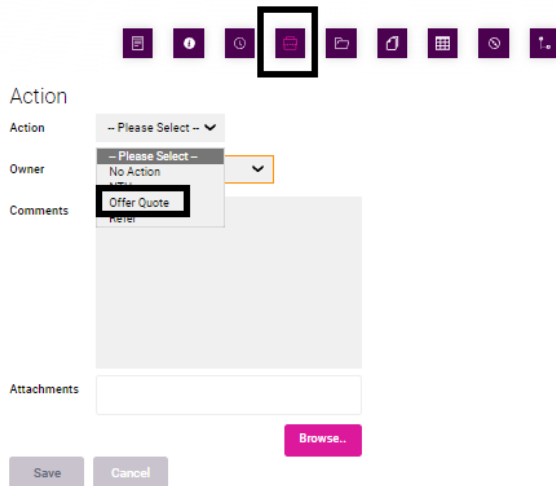 Action
Action
-- Please Select --
-- Please Select --
Owner
No Action
Comments
Offer Quote
Refer
Attachments
Browse..
Save
Cancel